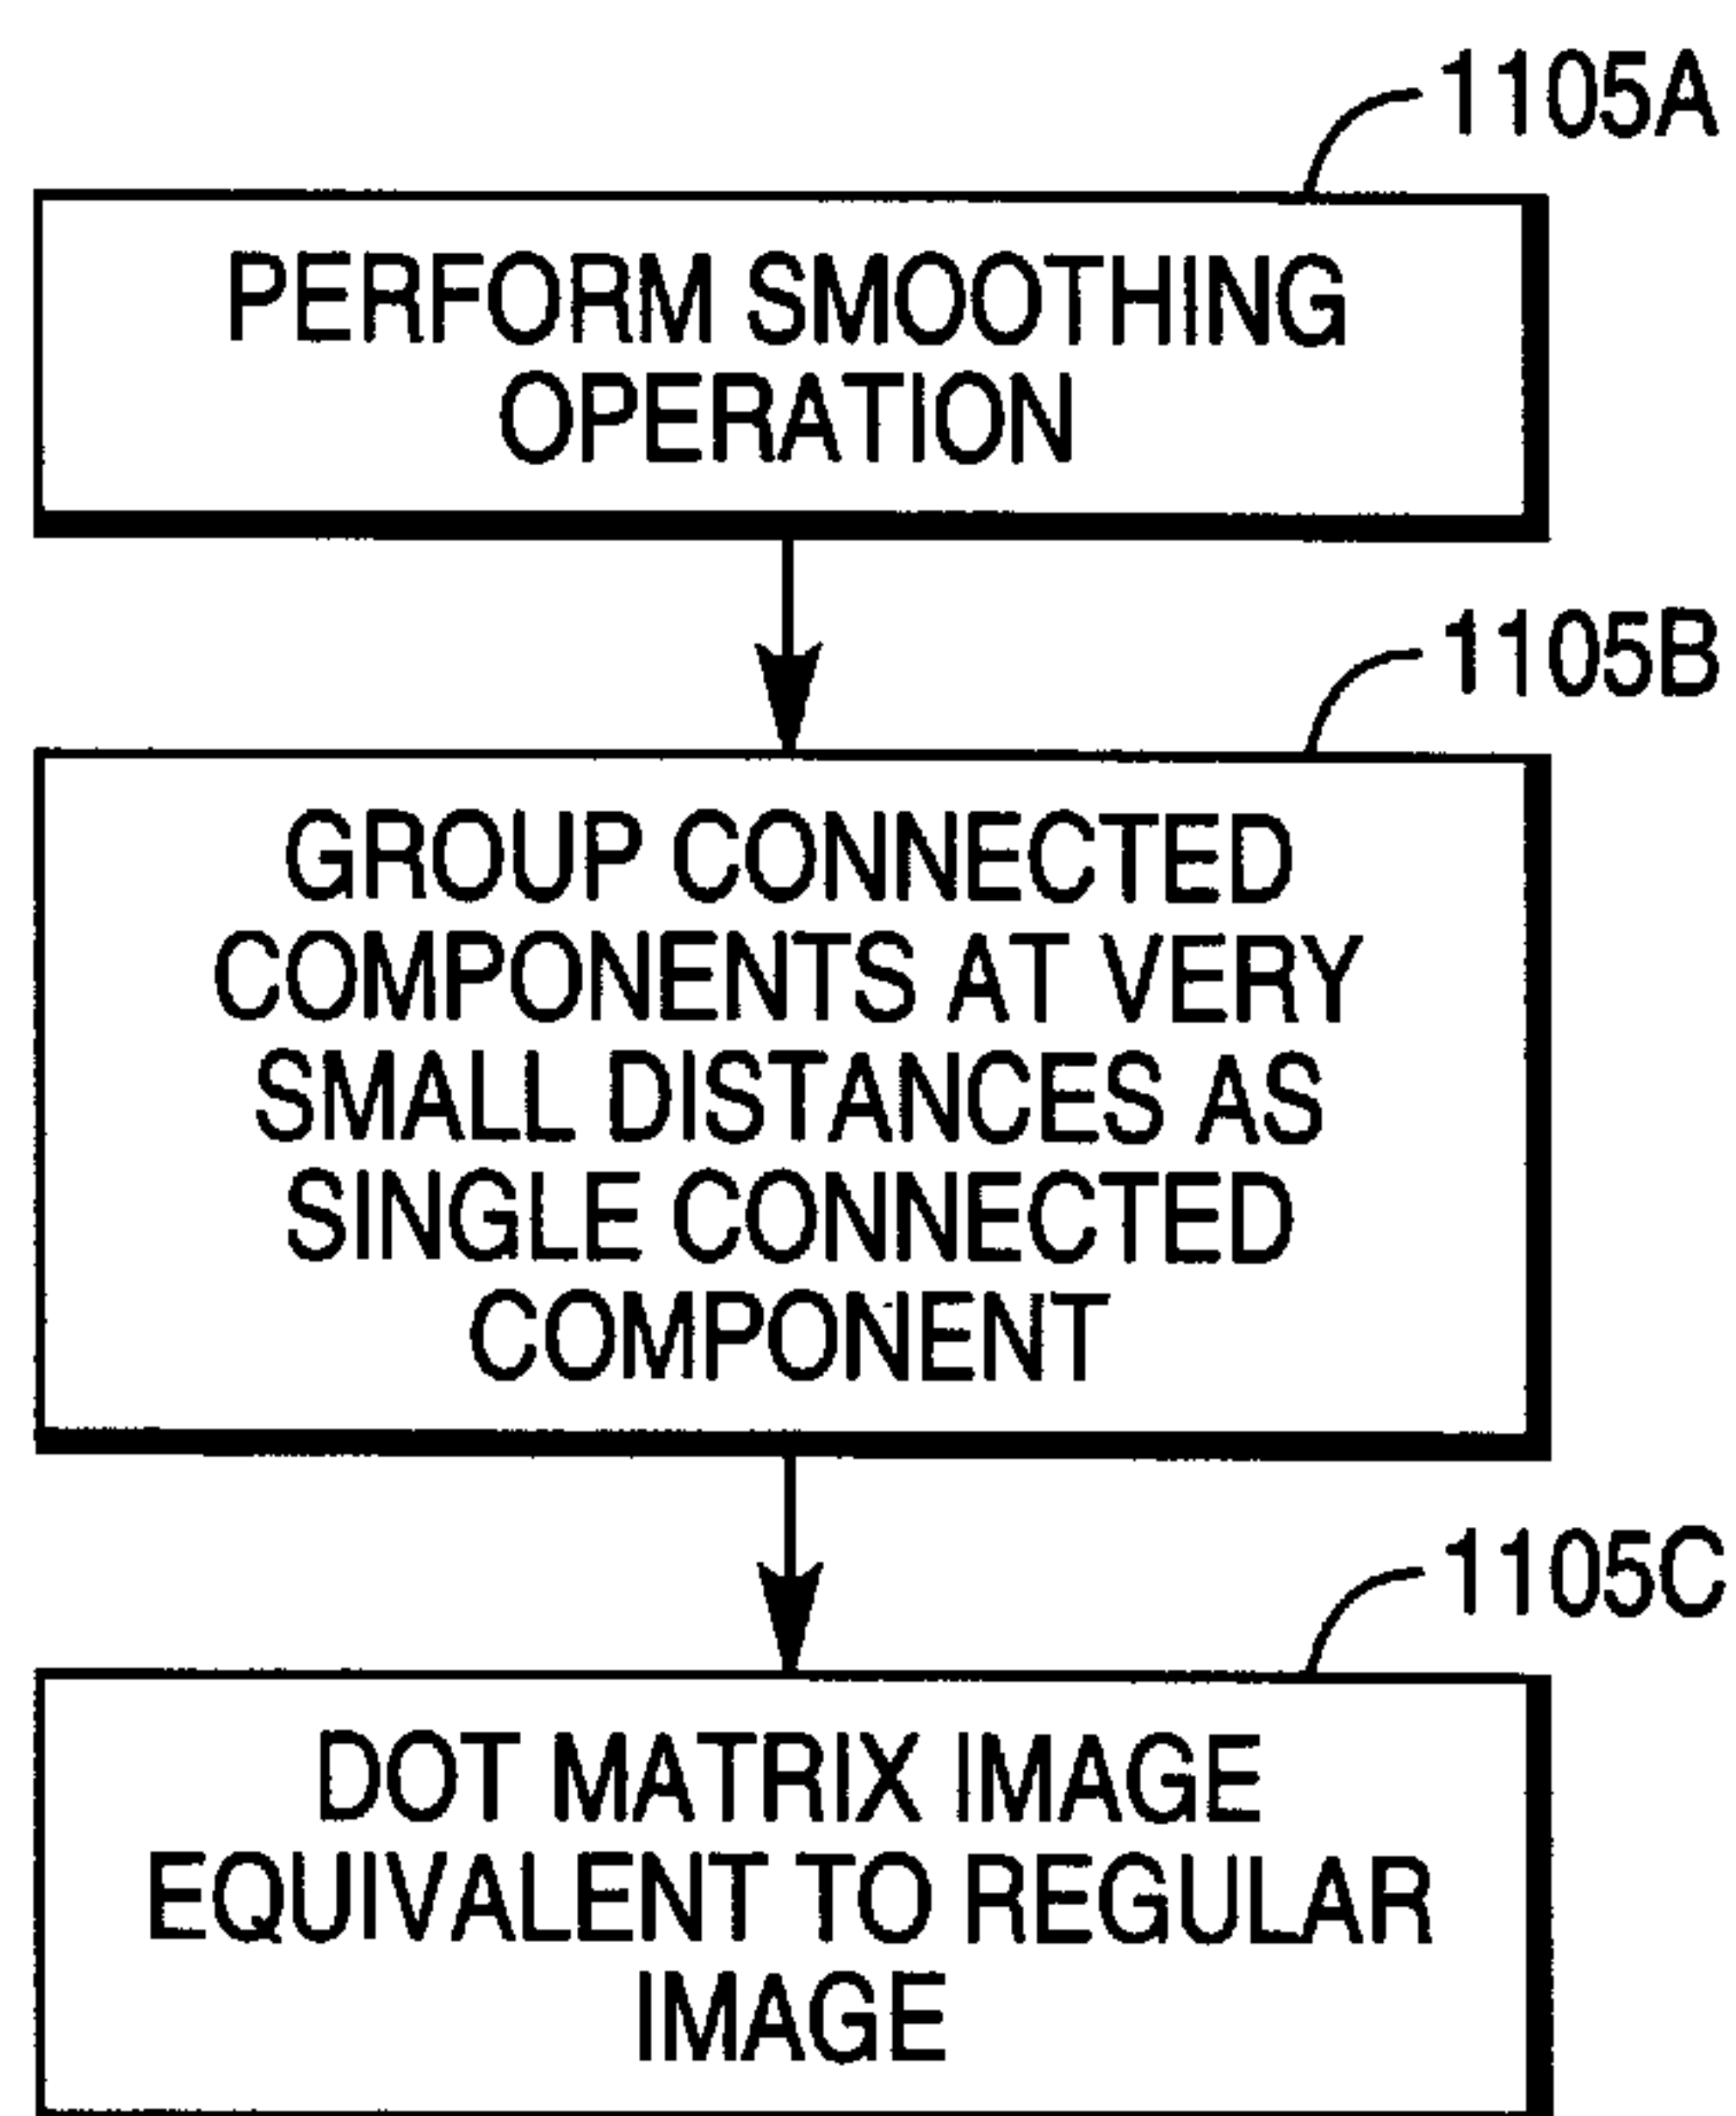 1105A
PERFORM SMOOTHING
OPERATION
1105B
GROUP CONNECTED
COMPONENTS AT VERY
SMALL DISTANCES AS
SINGLE CONNECTED
COMPONENT
1105C
DOT MATRIX IMAGE
EQUIVALENT TO REGULAR
IMAGE